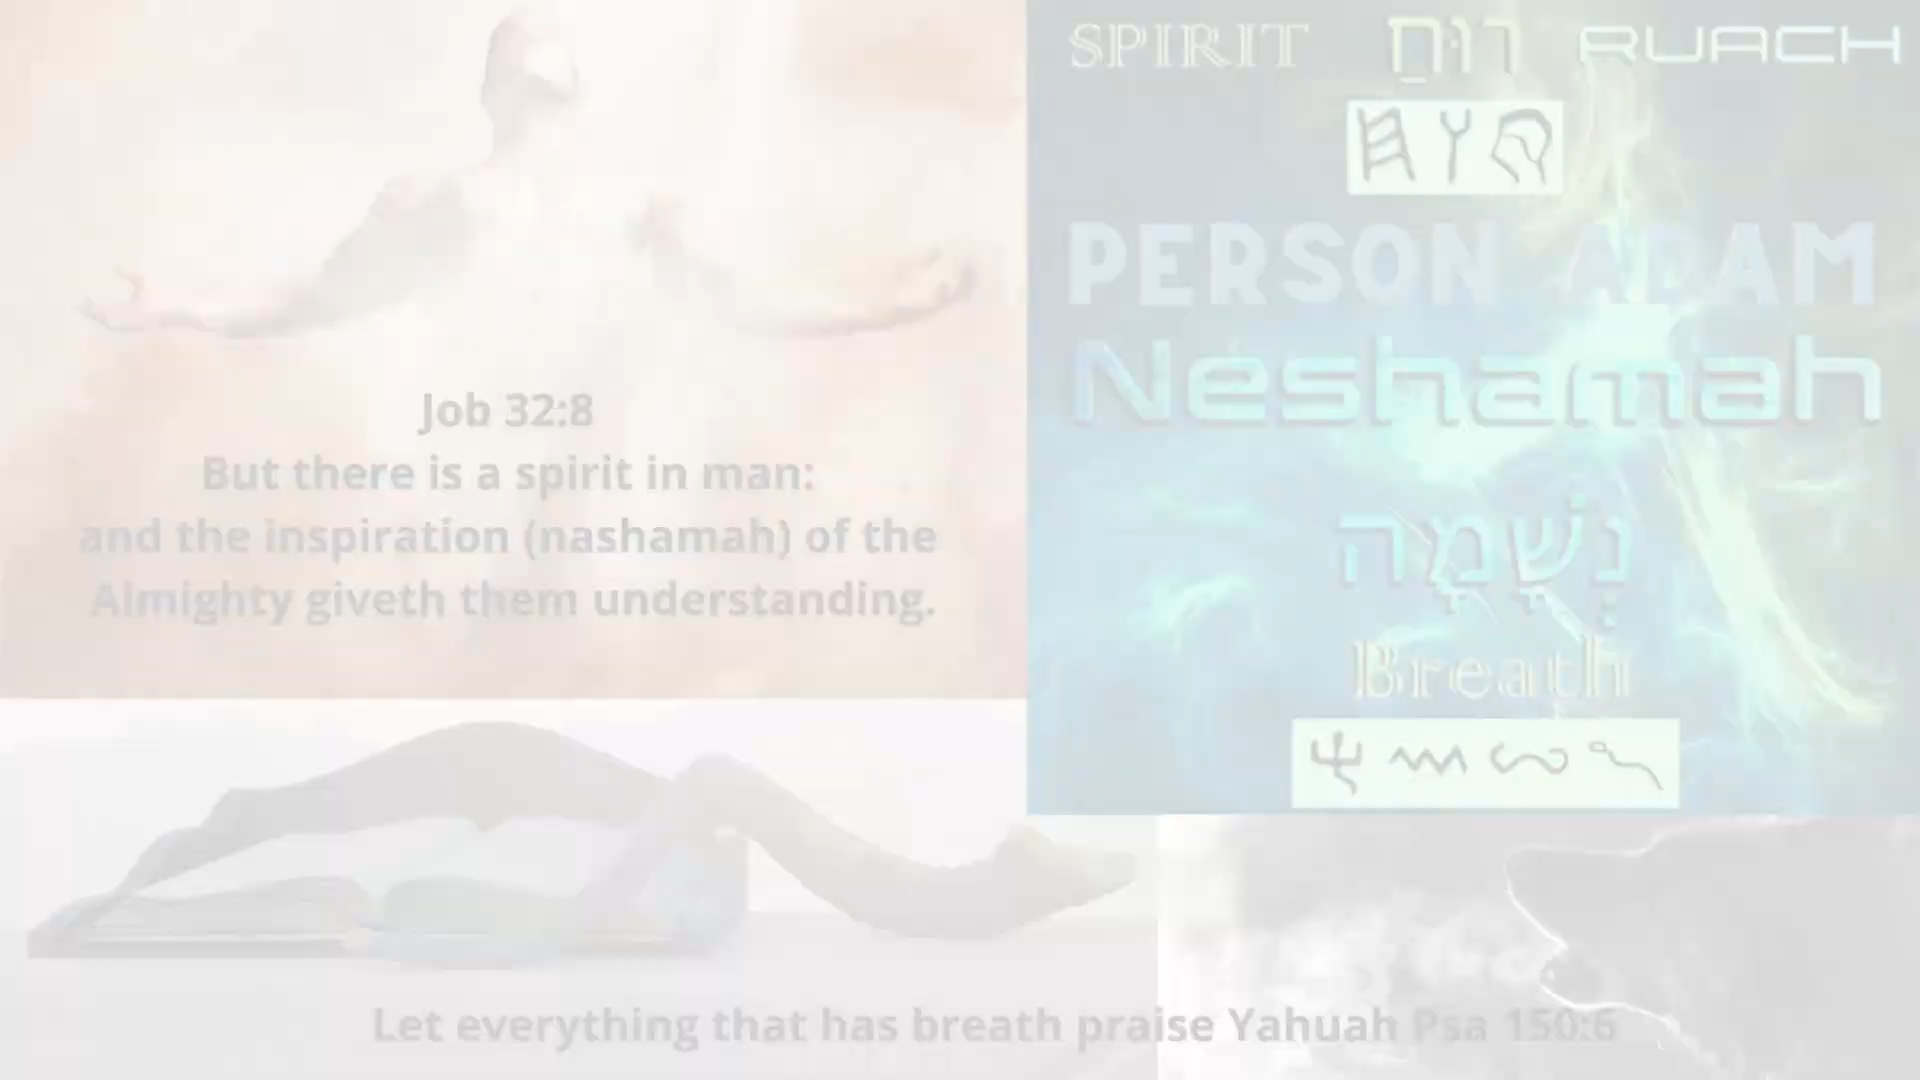 Job 32:8
But there is a spirit in man:
and the inspiration (nashamah) of the
Almighty giveth them understanding.
SPIRIT רוּחַ RUACH
PERSON ADAM
Neshamah
נְשָׁמָה
Breath
Let everything that has breath praise Yahuah Psa 150:6